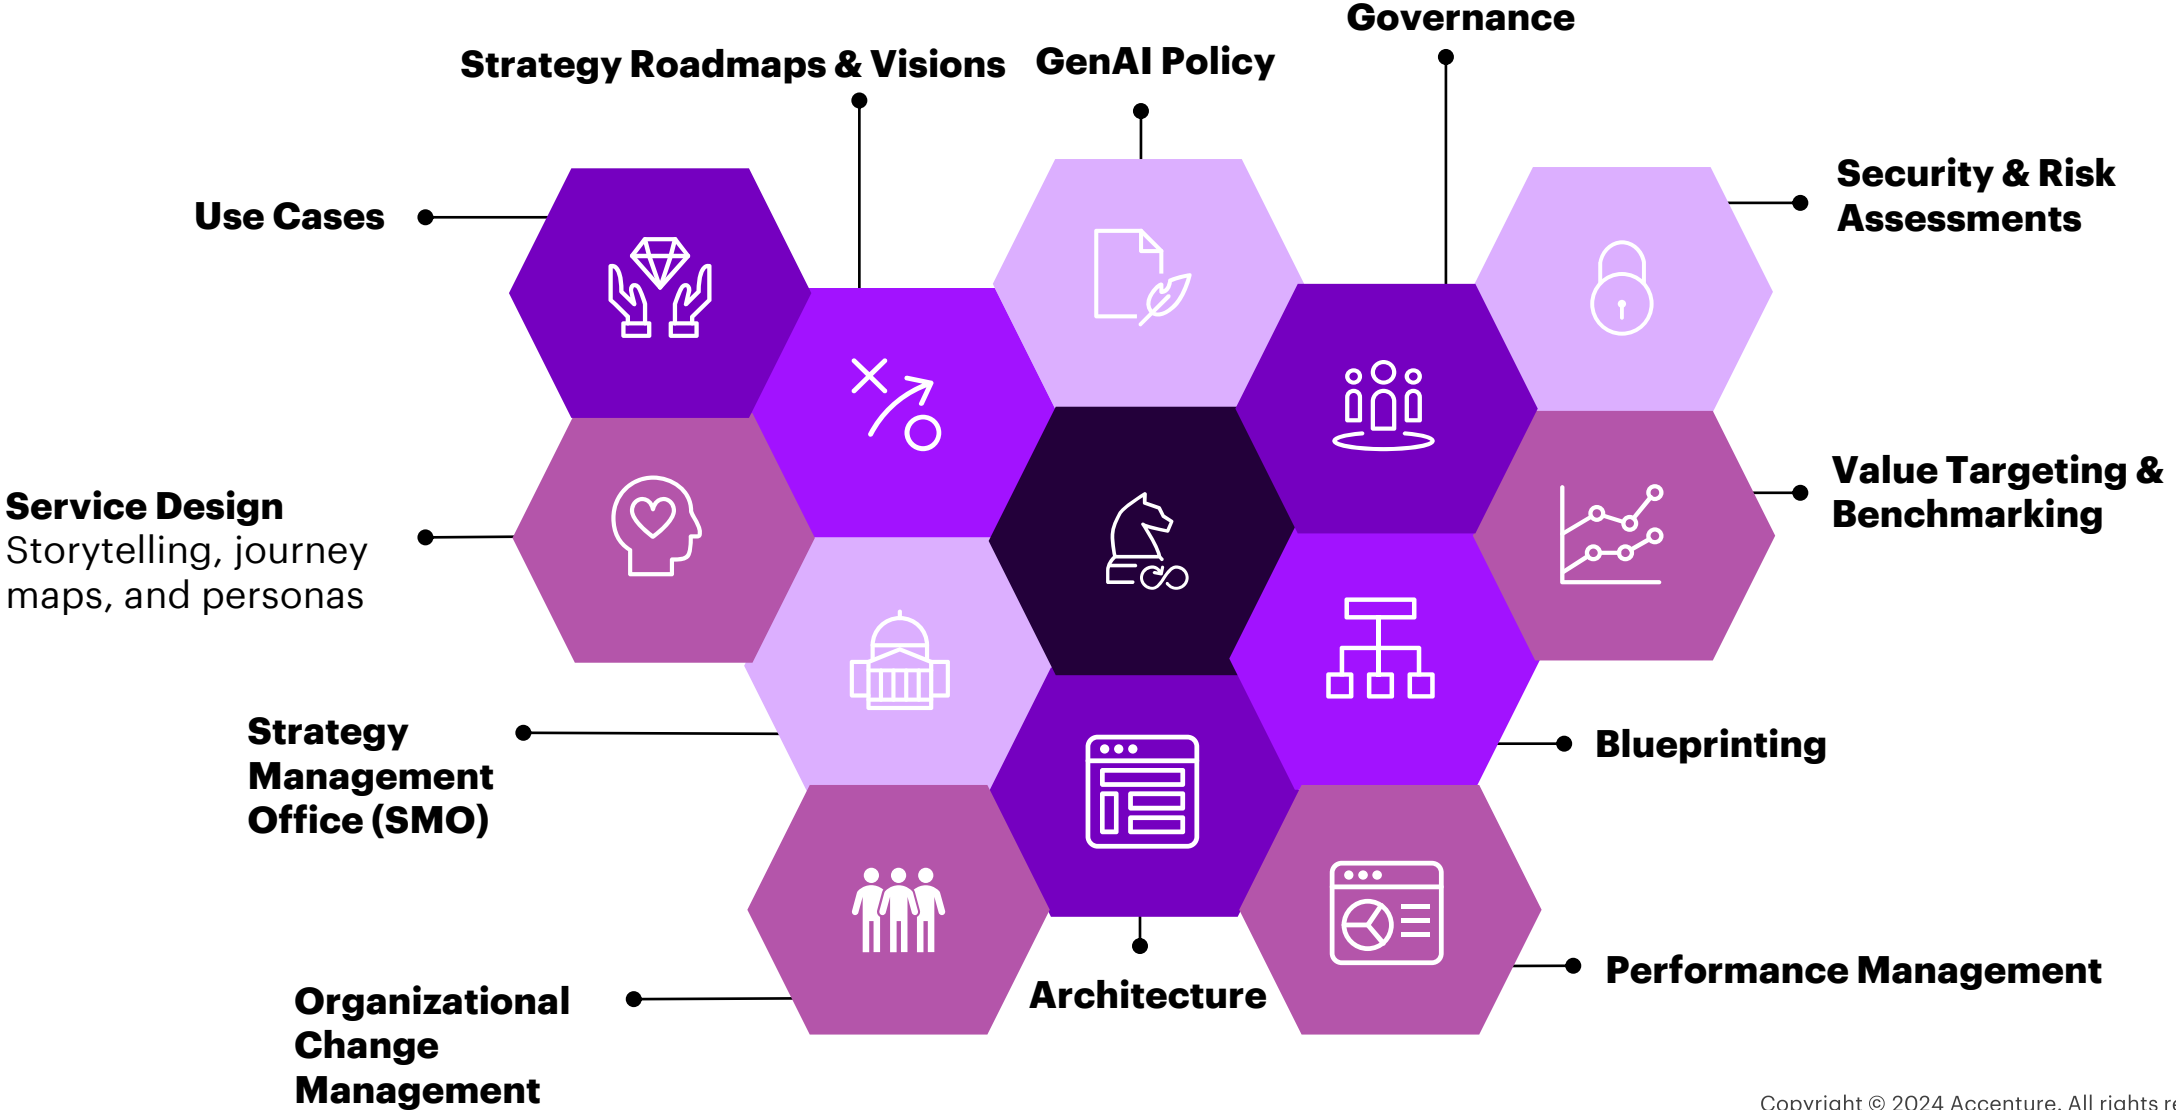 Governance
Strategy Roadmaps & Visions
GenAI Policy
Use Cases
Security & Risk
Assessments
Service Design
Storytelling, journey
maps, and personas
Value Targeting &
Benchmarking
Strategy
Management
Office (SMO)
Blueprinting
Organizational
Change
Management
Architecture
Performance Management
Copyright © 2024 Accenture. All rights re